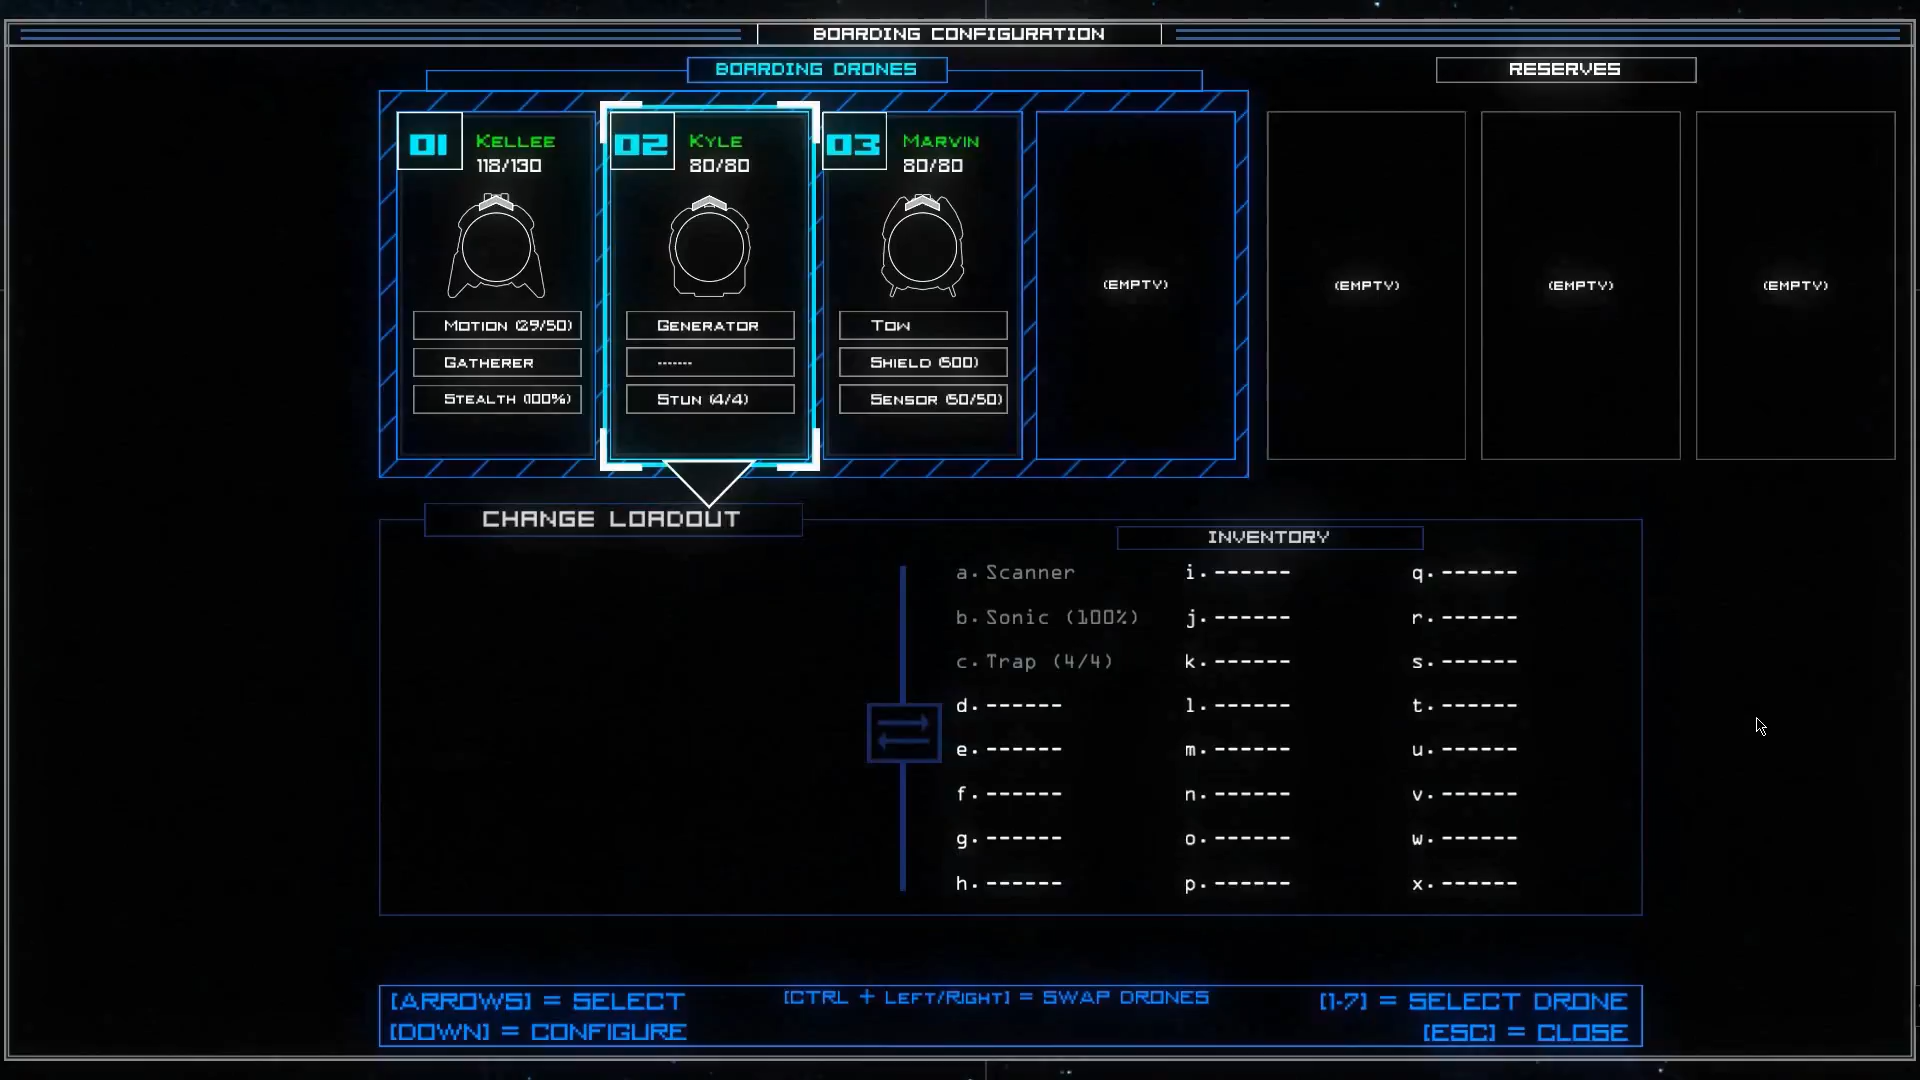 BOARDING CONFIGURATION
BOARDING DRONES
RESERVES
01 KELLEE
118/130
MOTION (29/50)
GATHERER
STEALTH (100%)
02 KYLE
80/80
GENERATOR
-------
STUN (4/4)
03 MARVIN
80/80
TOW
SHIELD (500)
SENSOR (50/50)
(EMPTY)
(EMPTY)
(EMPTY)
(EMPTY)
CHANGE LOADOUT
INVENTORY
a. Scanner
b. Sonic (100%)
c. Trap (4/4)
d. ------
e. ------
f. ------
g. ------
h. ------
i. ------
j. ------
k. ------
l. ------
m. ------
n. ------
o. ------
p. ------
q. ------
r. ------
s. ------
t. ------
u. ------
v. ------
w. ------
x. ------
[ARROWS] = SELECT
[DOWN] = CONFIGURE
[CTRL + LEFT/RIGHT] = SWAP DRONES
[1-7] = SELECT DRONE
[ESC] = CLOSE